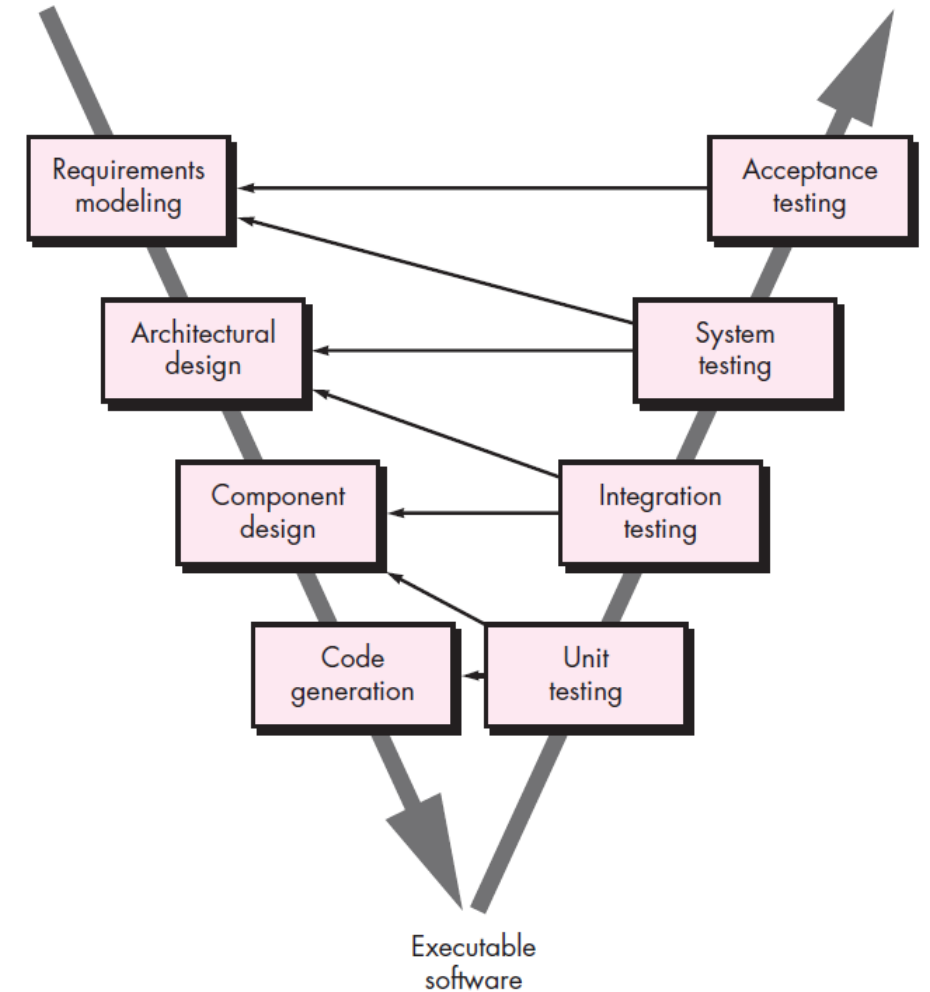 Requirements
modeling
Acceptance
testing
Architectural
design
System
testing
Component
design
Integration
testing
Code
generation
Unit
testing
Executable
software